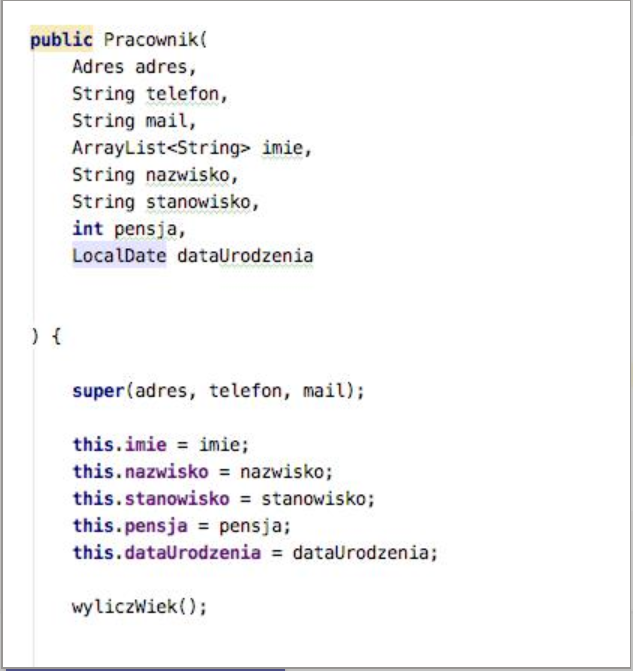 public Pracownik(
Adres adres,
String telefon,
String mail,
ArrayList<String> imie,
String nazwisko,
String stanowisko,
int pensja,
LocalDate dataUrodzenia
) {
super(adres, telefon, mail);
this.imie = imie;
this.nazwisko = nazwisko;
this.stanowisko = stanowisko;
this.pensja = pensja;
this.dataUrodzenia = dataUrodzenia;
wyliczWiek();